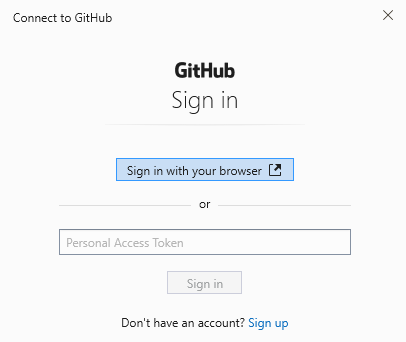 Connect to GitHub
GitHub
Sign in
Sign in with your browser
or
Personal Access Token
Sign in
Don't have an account? Sign up